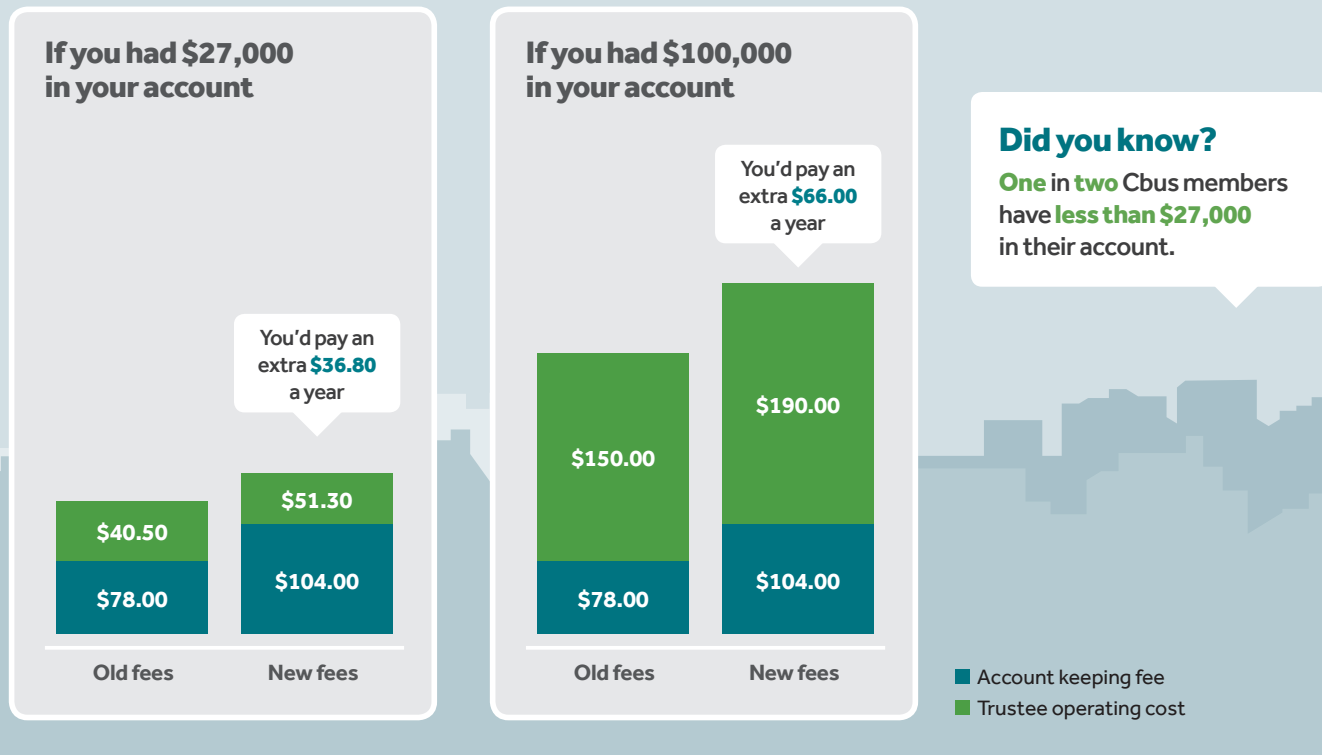 If you had $27,000
in your account
You'd pay an
extra $36.80
a year
$40.50
$78.00
$51.30
$104.00
Old fees
New fees
If you had $100,000
in your account
You'd pay an
extra $66.00
a year
$150.00
$78.00
$190.00
$104.00
Old fees
New fees
Did you know?
One in two Cbus members
have less than $27,000
in their account.
Account keeping fee
Trustee operating cost